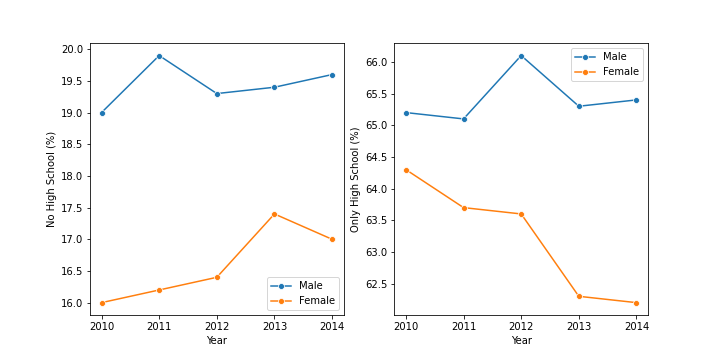 No High School (%)
20.0
19.5
19.0
18.5
18.0
17.5
17.0
16.5
16.0
2010 2011 2012 2013 2014
Year
Male
Female
Only High School (%)
66.0
65.5
65.0
64.5
64.0
63.5
63.0
62.5
2010 2011 2012 2013 2014
Year
Male
Female